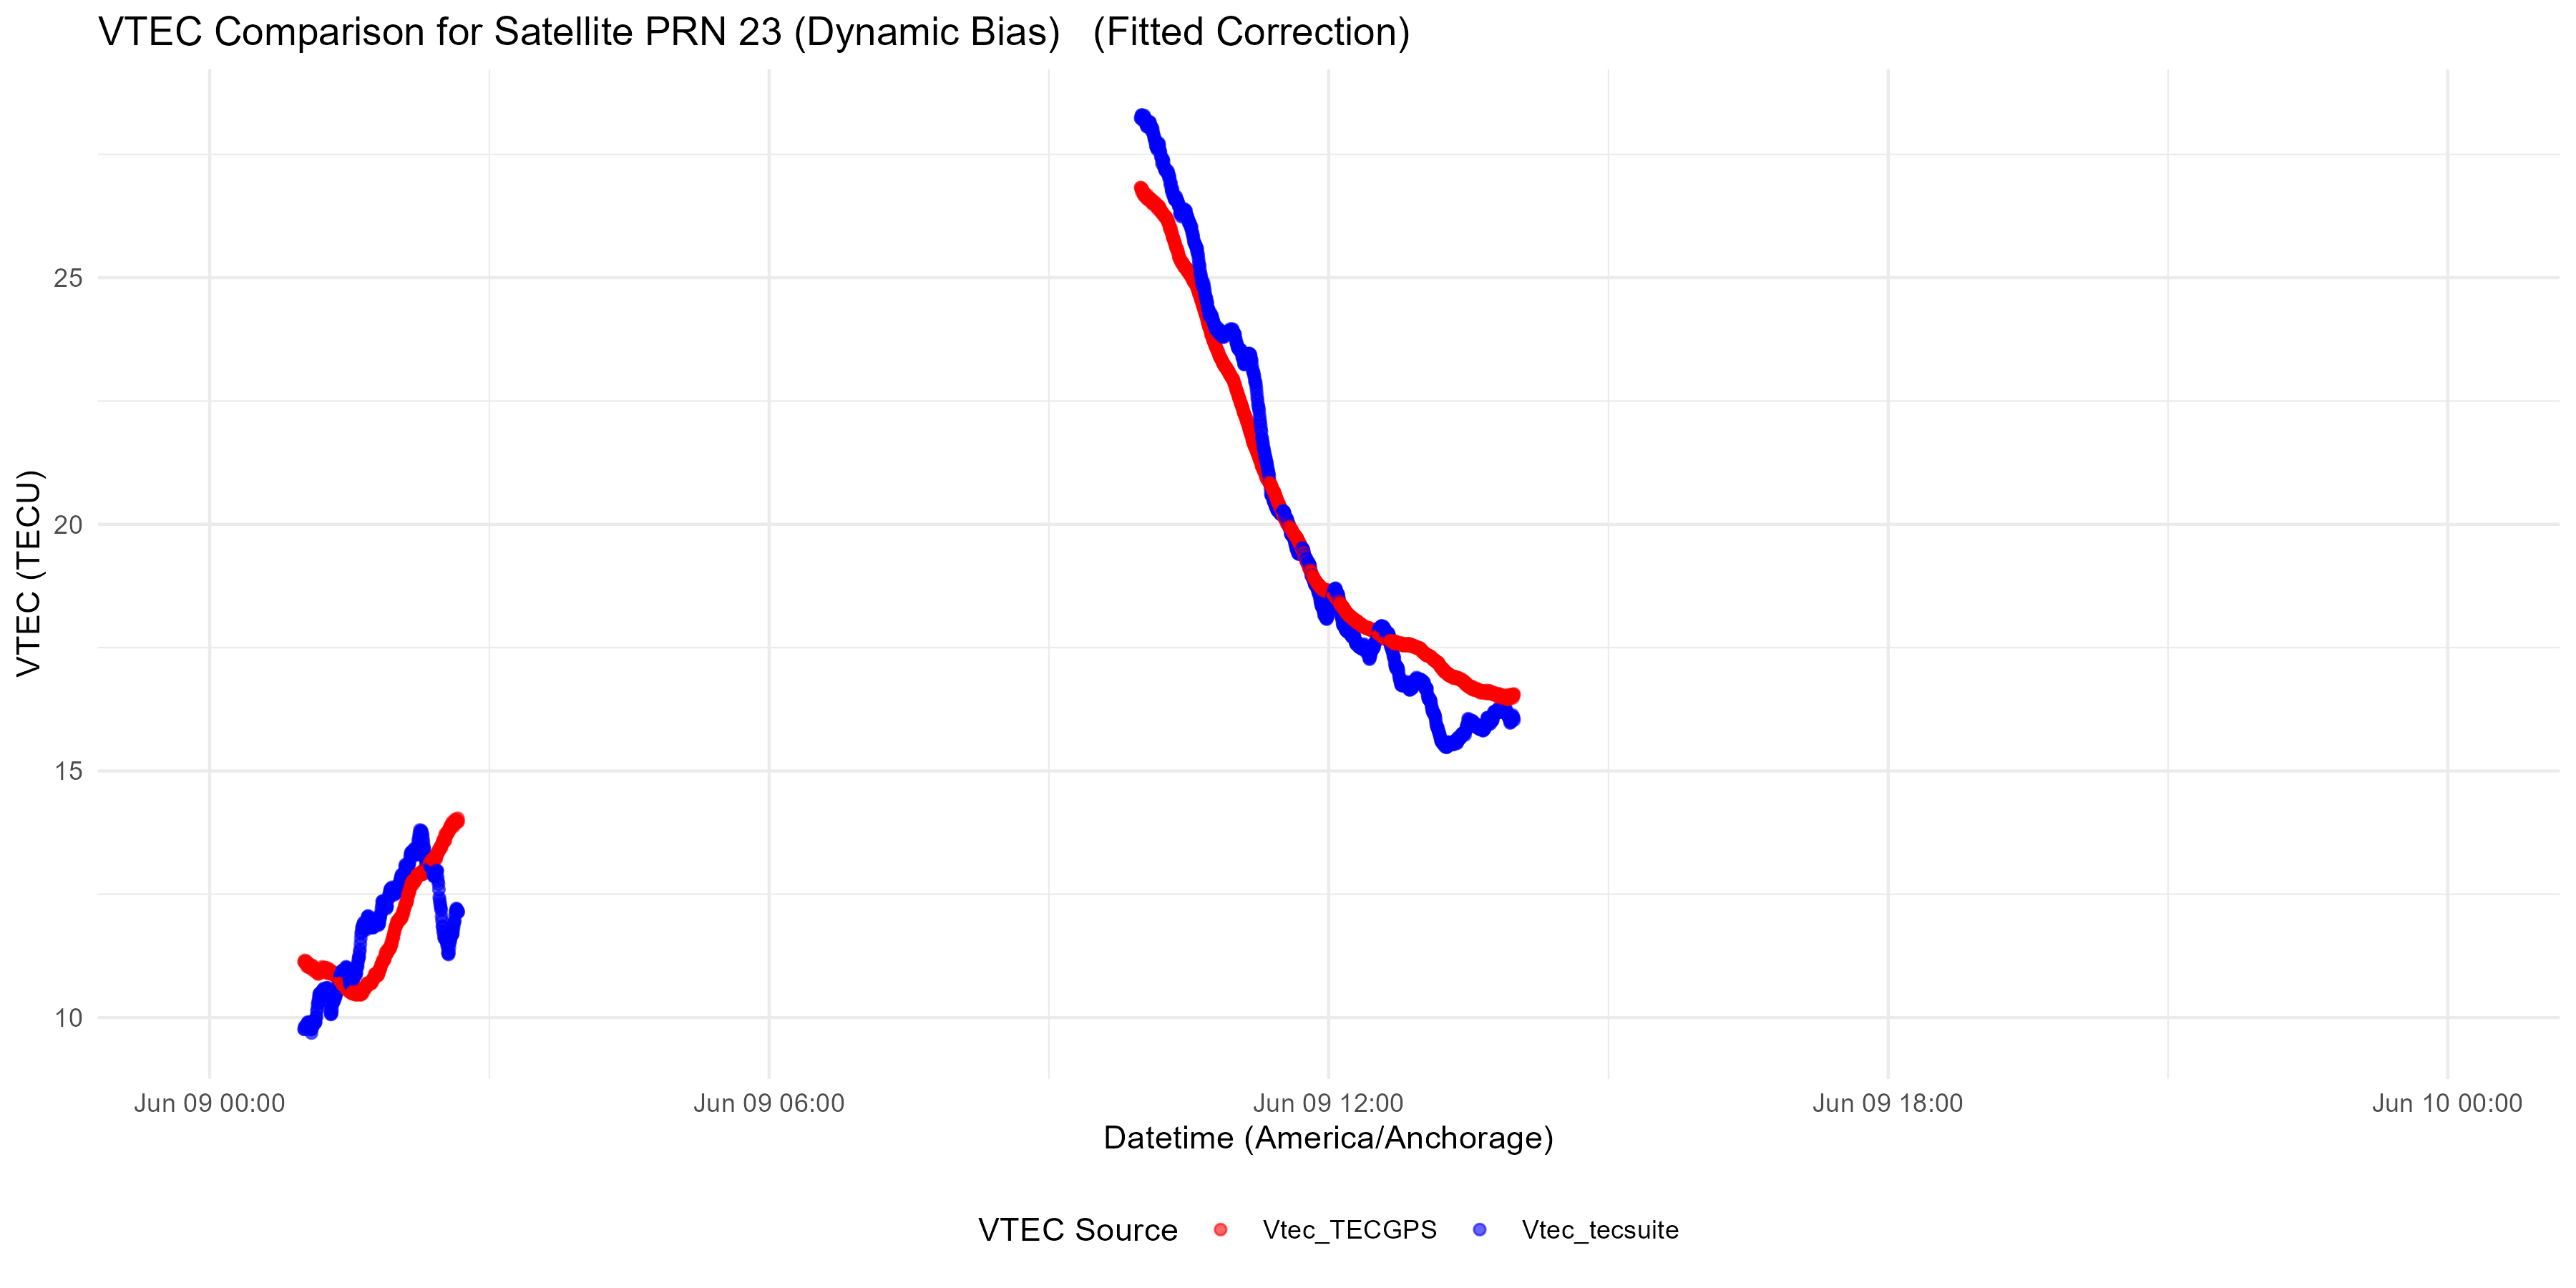 VTEC Comparison for Satellite PRN 23 (Dynamic Bias)   (Fitted Correction)
VTEC (TECU)
25
20
15
10
Jun 09 00:00
Jun 09 06:00
Jun 09 12:00
Jun 09 18:00
Jun 10 00:00
Datetime (America/Anchorage)
VTEC Source
Vtec_TECGPS
Vtec_tecsuite